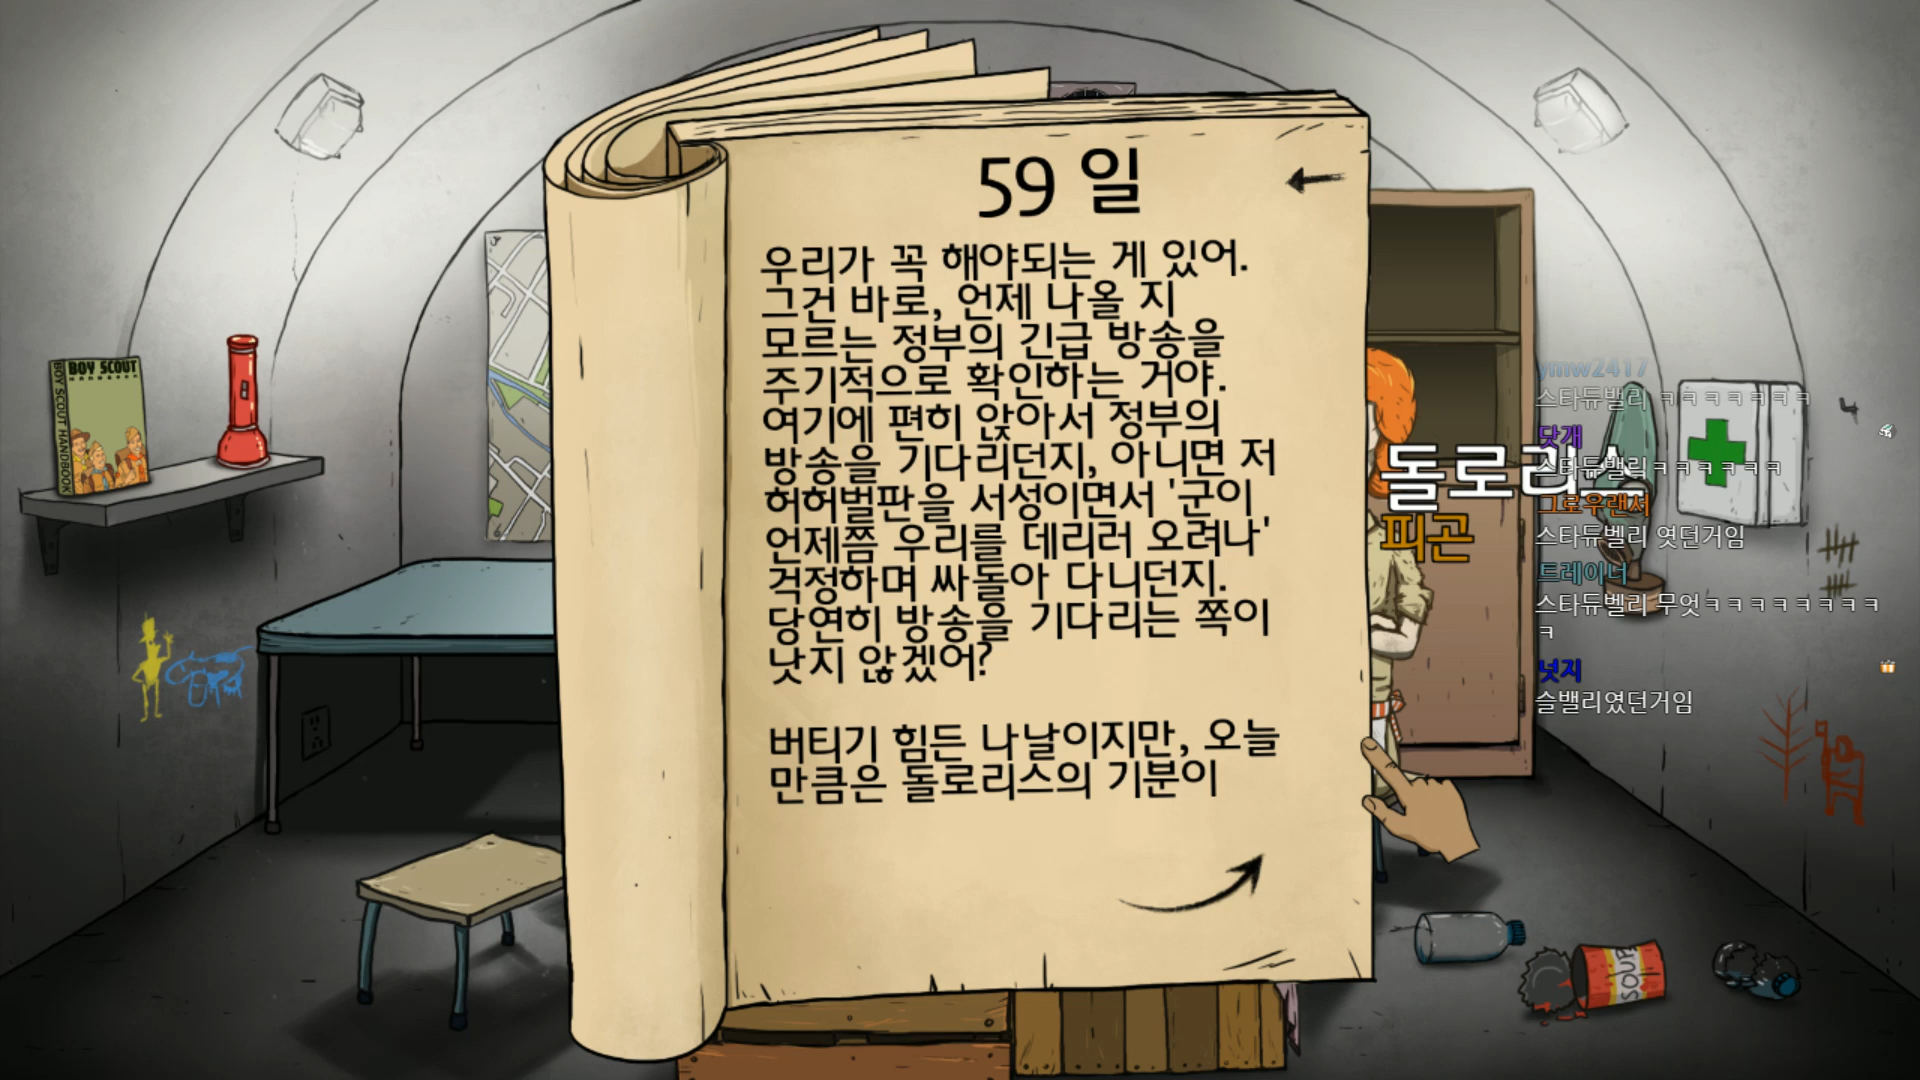 59 일
우리가 꼭 해야되는 게 있어.
그건 바로, 언제 나올 지
모르는 정부의 긴급 방송을
주기적으로 확인하는 거야.
여기에 편히 앉아서 정부의
방송을 기다리던지, 아니면 저
허허벌판을 서성이면서 '군이
언제쯤 우리를 데리러 오려나'
걱정하며 싸돌아 다니던지.
당연히 방송을 기다리는 쪽이
낫지 않겠어?
버티기 힘든 나날이지만, 오늘
만큼은 돌로리스의 기분이
BOY SCOUT
HANDBOOK
BOY SCOUT HANDBOOK
돌로리스
피곤
ymw2417
스타듀밸리 ㅋㅋㅋㅋㅋㅋㅋ
닷개
스타듀밸리ㅋㅋㅋㅋㅋㅋ
그로우랜서
스타듀벨리 엿던거임
트레이너
스타듀벨리 무엇ㅋㅋㅋㅋㅋㅋㅋㅋ
ㅋ
넛지
슬밸리였던거임
SOUP